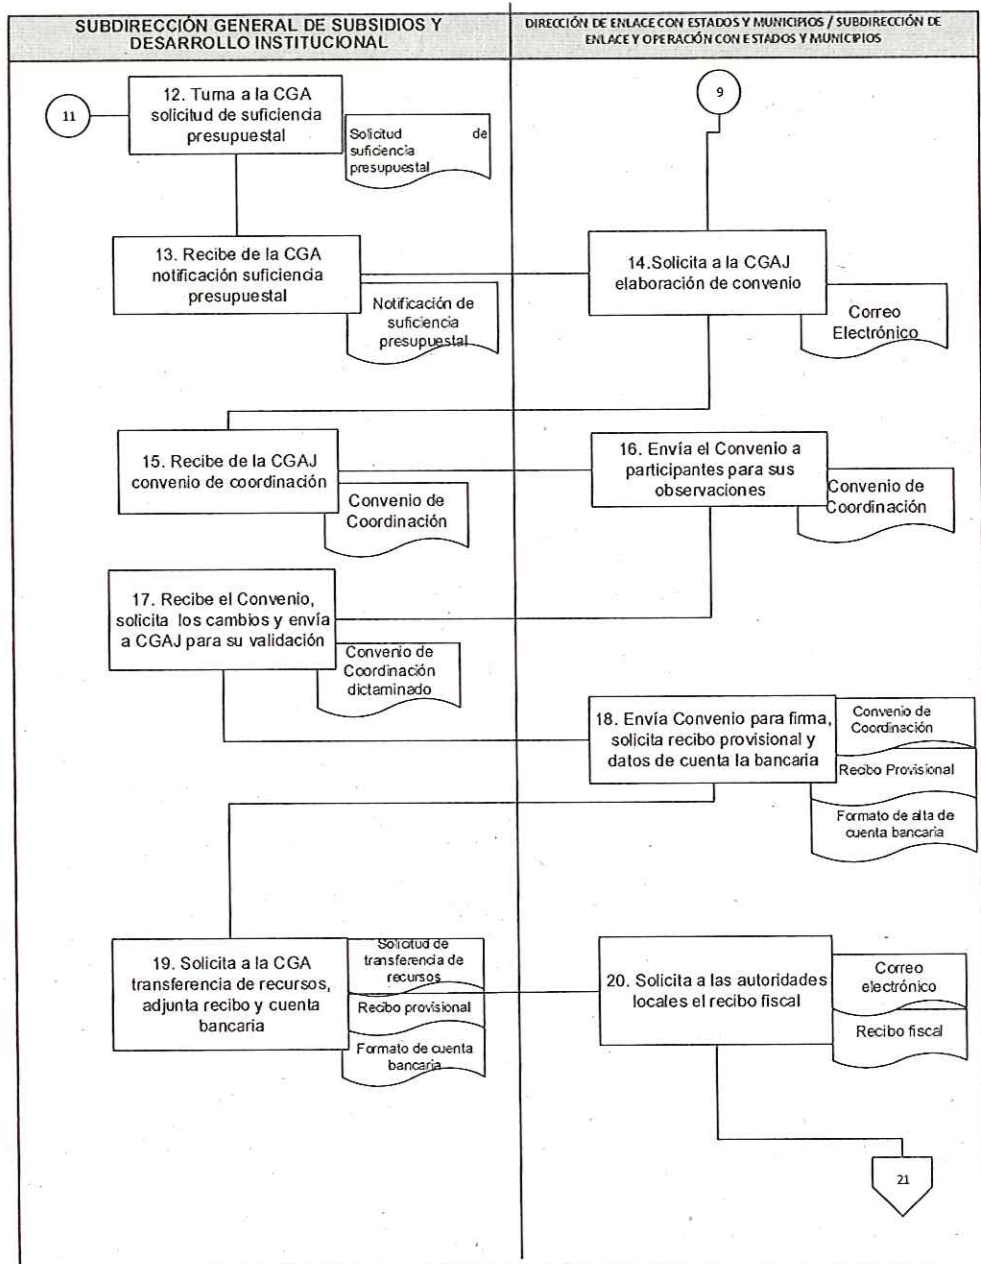 SUBDIRECCIÓN GENERAL DE SUBSIDIOS Y
DESARROLLO INSTITUCIONAL
DIRECCIÓN DE ENLACE CON ESTADOS Y MUNICIPIOS / SUBDIRECCIÓN DE
ENLACE Y OPERACIÓN CON ESTADOS Y MUNICIPIOS
11
12. Turna a la CGA
solicitud de suficiencia
presupuestal
Solicitud de
suficiencia
presupuestal
9
13. Recibe de la CGA
notificación suficiencia
presupuestal
Notificación de
suficiencia
presupuestal
14.Solicita a la CGAJ
elaboración de convenio
Correo
Electrónico
15. Recibe de la CGAJ
convenio de coordinación
Convenio de
Coordinación
16. Envía el Convenio a
participantes para sus
observaciones
Convenio de
Coordinación
17. Recibe el Convenio,
solicita los cambios y envía
a CGAJ para su validación
Convenio de
Coordinación
dictaminado
18. Envía Convenio para firma,
solicita recibo provisional y
datos de cuenta la bancaria
Convenio de
Coordinación
Recibo Provisional
Formato de alta de
cuenta bancaria
19. Solicita a la CGA
transferencia de recursos,
adjunta recibo y cuenta
bancaria
Solicitud de
transferencia de
recursos
Recibo provisional
Formato de cuenta
bancaria
20. Solicita a las autoridades
locales el recibo fiscal
Correo
electrónico
Recibo fiscal
21